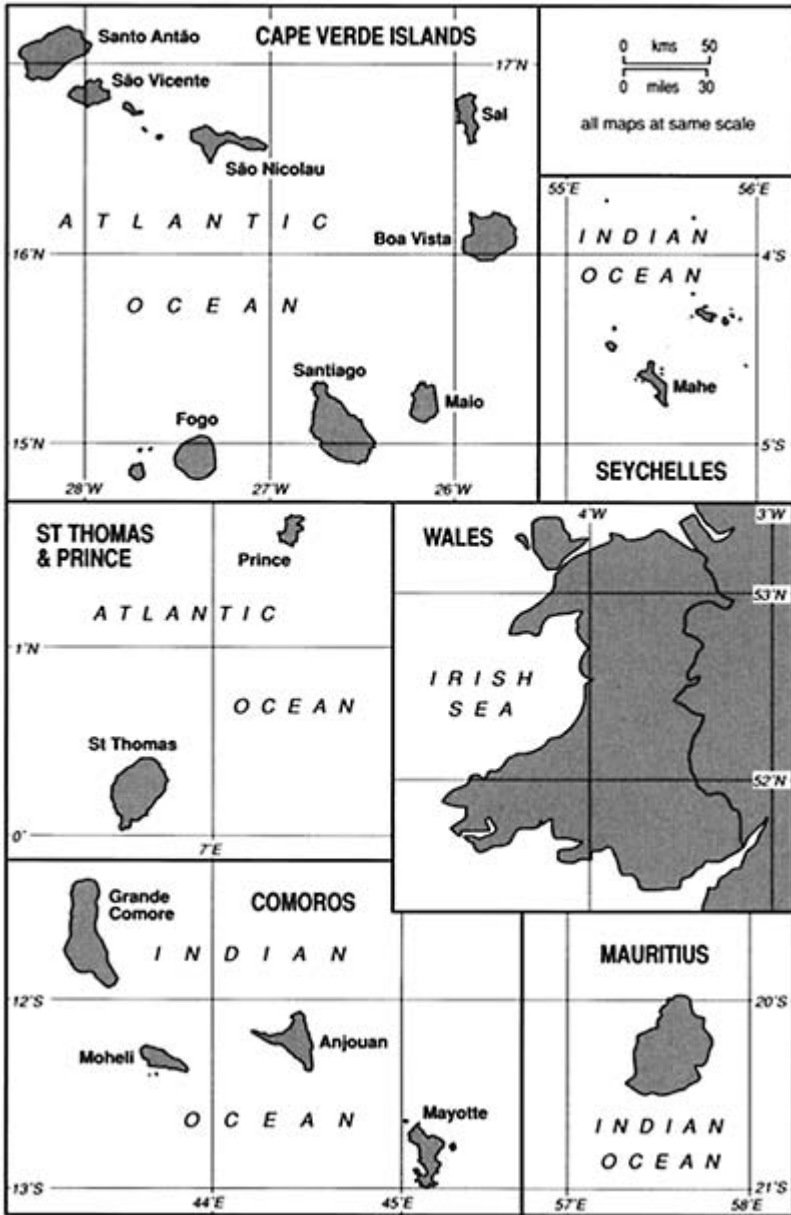 CAPE VERDE ISLANDS
Santo Antão
São Vicente
17°N
Sal
São Nicolau
A T L A N T I C
Boa Vista
16°N
O C E A N
Santiago
Maio
Fogo
15°N
28°W
27°W
26°W
0 kms 50
0 miles 30
all maps at same scale
55°E
56°E
I N D I A N
4°S
O C E A N
Mahe
5°S
SEYCHELLES
ST THOMAS
& PRINCE
Prince
A T L A N T I C
1°N
O C E A N
St Thomas
0°
7°E
WALES
4°W
3°W
53°N
I R I S H
S E A
52°N
Grande
Comore
COMOROS
I N D I A N
12°S
Moheli
Anjouan
O C E A N
Mayotte
13°S
44°E
45°E
MAURITIUS
20°S
I N D I A N
O C E A N
21°S
57°E
58°E